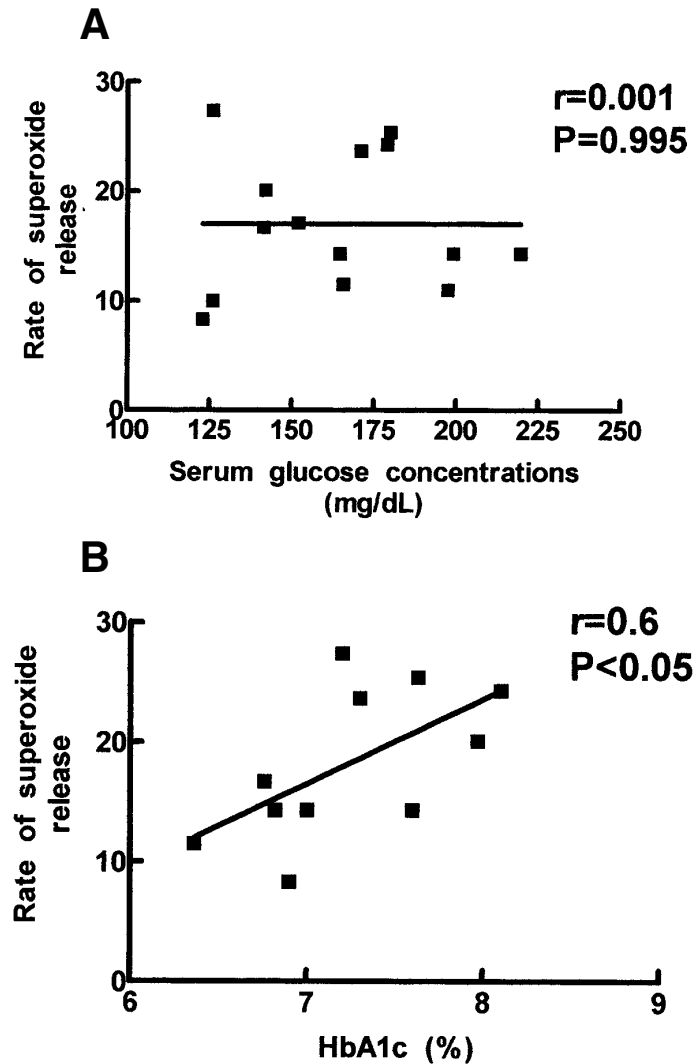 A
r=0.001
P=0.995
Rate of superoxide
release
30
20
10
0
100 125 150 175 200 225 250
Serum glucose concentrations
(mg/dL)
B
r=0.6
P<0.05
Rate of superoxide
release
30
20
10
0
6 7 8 9
HbA1c (%)